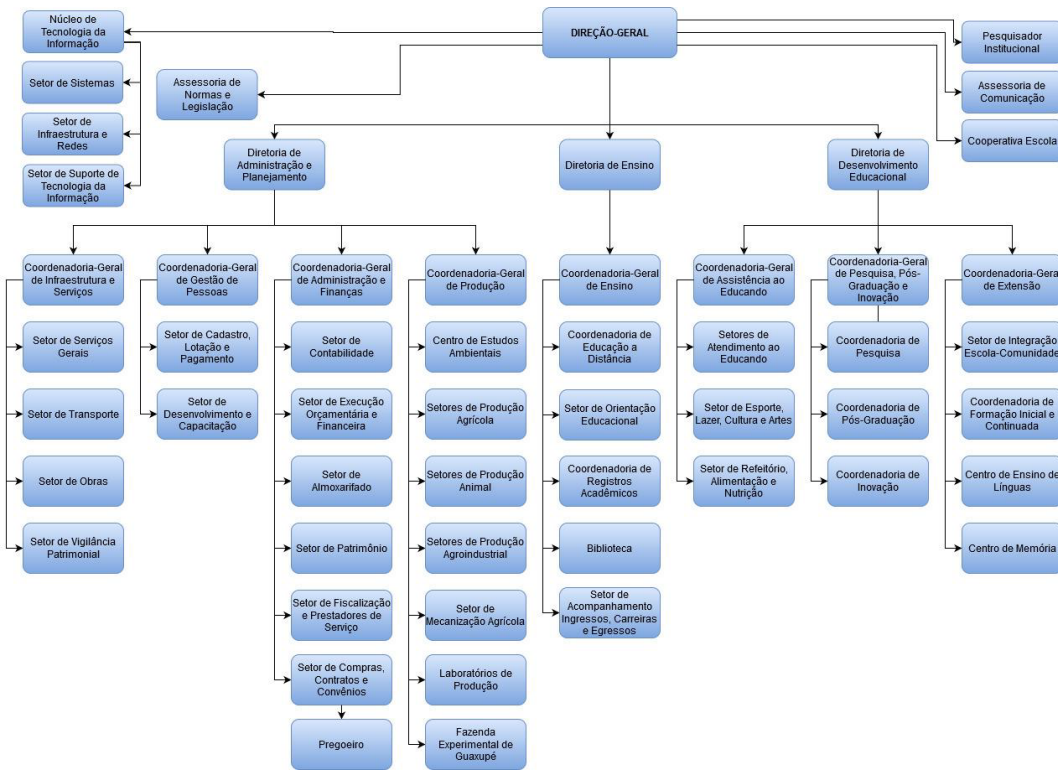 Núcleo de
Tecnologia da
Informação
DIREÇÃO-GERAL
Pesquisador
Institucional
Setor de Sistemas
Assessoria de
Normas e
Legislação
Assessoria de
Comunicação
Setor de
Infraestrutura e
Redes
Cooperativa Escola
Setor de Suporte de
Tecnologia da
Informação
Diretoria de
Administração e
Planejamento
Diretoria de Ensino
Diretoria de
Desenvolvimento
Educacional
Coordenadoria-Geral
de Infraestrutura e
Serviços
Coordenadoria-Geral
de Gestão de
Pessoas
Coordenadoria-Geral
de Administração e
Finanças
Coordenadoria-Geral
de Produção
Coordenadoria-Geral
de Ensino
Coordenadoria-Geral
de Assistência ao
Educando
Coordenadoria-Geral
de Pesquisa, Pós-
Graduação e
Inovação
Coordenadoria-Geral
de Extensão
Setor de Serviços
Gerais
Setor de Cadastro,
Lotação e
Pagamento
Setor de
Contabilidade
Centro de Estudos
Ambientais
Coordenadoria de
Educação a
Distância
Setores de
Atendimento ao
Educando
Coordenadoria de
Pesquisa
Setor de Integração
Escola-Comunidade
Setor de Transporte
Setor de
Desenvolvimento e
Capacitação
Setor de Execução
Orçamentária e
Financeira
Setores de Produção
Agrícola
Setor de Orientação
Educacional
Setor de Esporte,
Lazer, Cultura e Artes
Coordenadoria de
Pós-Graduação
Coordenadoria de
Formação Inicial e
Continuada
Setor de Obras
Setor de
Almoxarifado
Setores de Produção
Animal
Coordenadoria de
Registros
Acadêmicos
Setor de Refeitório,
Alimentação e
Nutrição
Coordenadoria de
Inovação
Centro de Ensino de
Línguas
Setor de Vigilância
Patrimonial
Setor de Patrimônio
Setores de Produção
Agroindustrial
Biblioteca
Centro de Memória
Setor de Fiscalização
e Prestadores de
Serviço
Setor de
Mecanização Agrícola
Setor de
Acompanhamento
Ingressos, Carreiras
e Egressos
Setor de Compras,
Contratos e
Convênios
Laboratórios de
Produção
Pregoeiro
Fazenda
Experimental de
Guaxupé